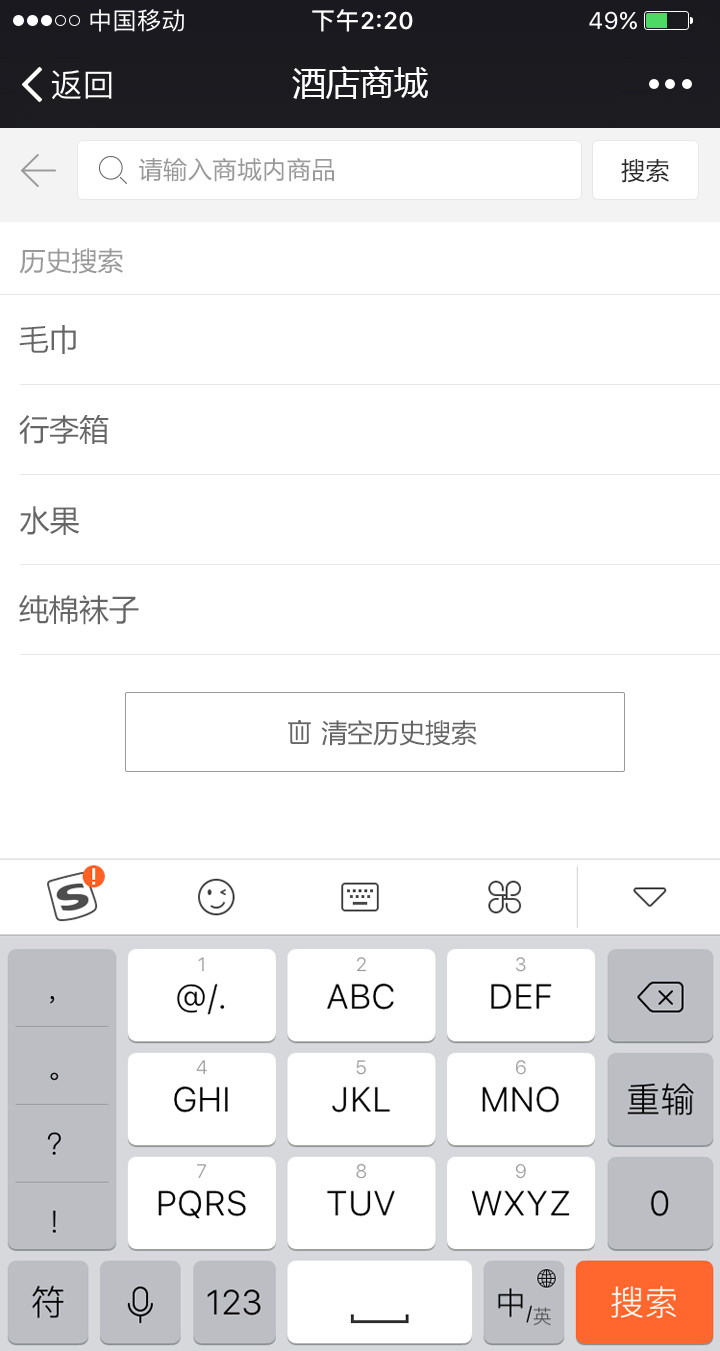 中国移动 下午2:20 49%
返回 酒店商城
请输入商城内商品 搜索
历史搜索
毛巾
行李箱
水果
纯棉袜子
清空历史搜索
S !
, 1 @/. 2 ABC 3 DEF
。 4 GHI 5 JKL 6 MNO 重输
? 7 PQRS 8 TUV 9 WXYZ 0
!
符 123 中/英 搜索